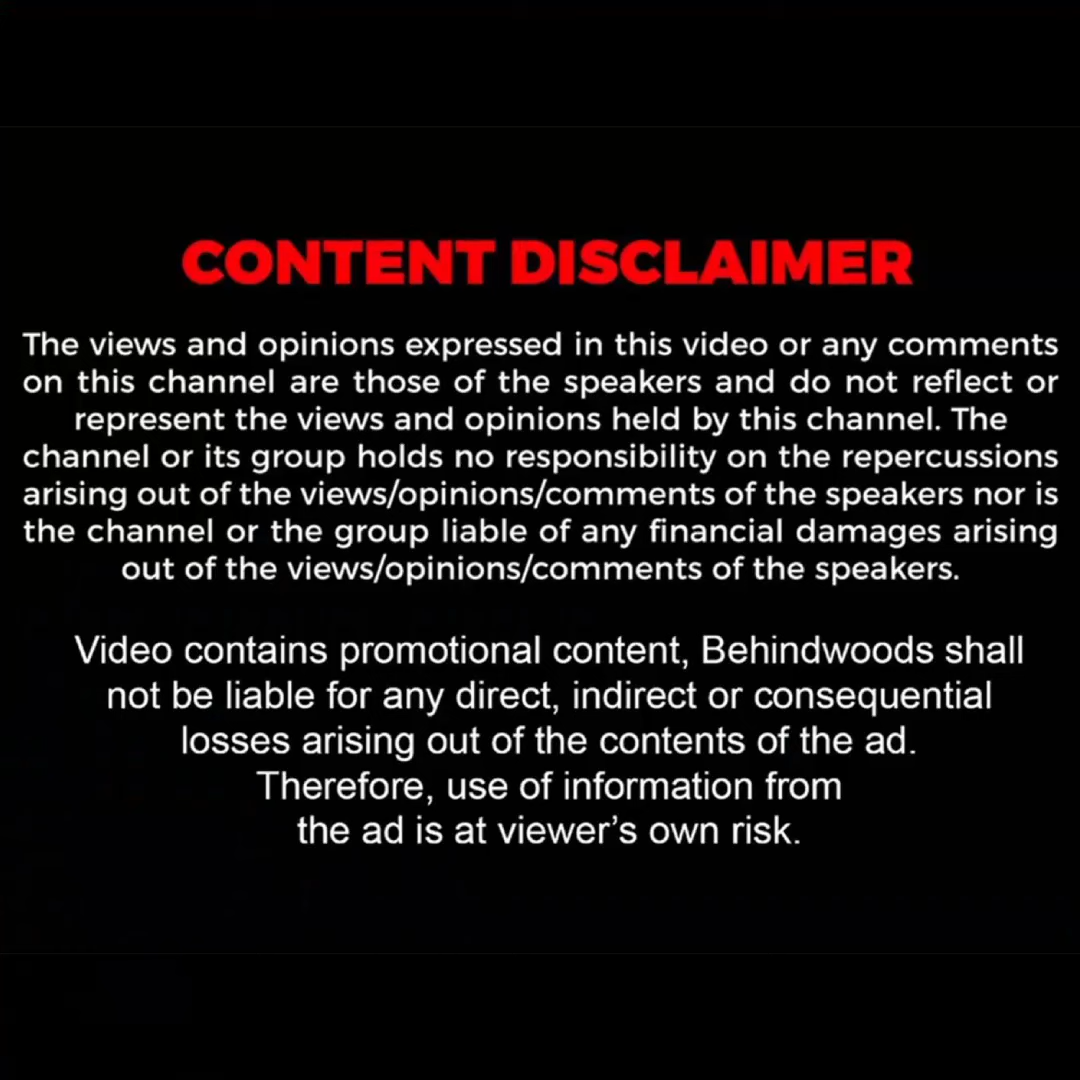 CONTENT DISCLAIMER
The views and opinions expressed in this video or any comments
on this channel are those of the speakers and do not reflect or
represent the views and opinions held by this channel. The
channel or its group holds no responsibility on the repercussions
arising out of the views/opinions/comments of the speakers nor is
the channel or the group liable of any financial damages arising
out of the views/opinions/comments of the speakers.
Video contains promotional content, Behindwoods shall
not be liable for any direct, indirect or consequential
losses arising out of the contents of the ad.
Therefore, use of information from
the ad is at viewer’s own risk.